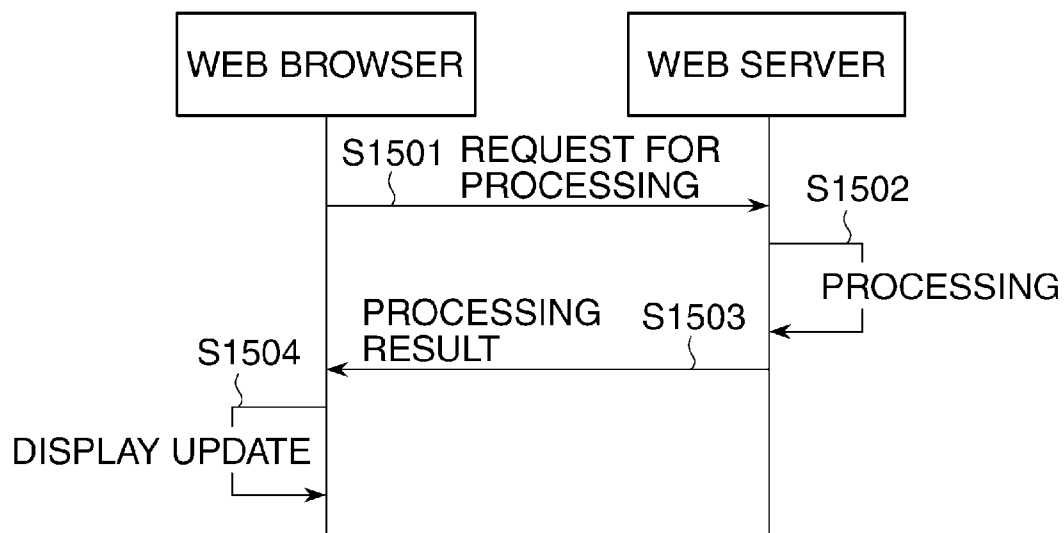 WEB BROWSER
WEB SERVER
S1501
REQUEST FOR
PROCESSING
S1502
PROCESSING
PROCESSING
RESULT
S1503
S1504
DISPLAY UPDATE